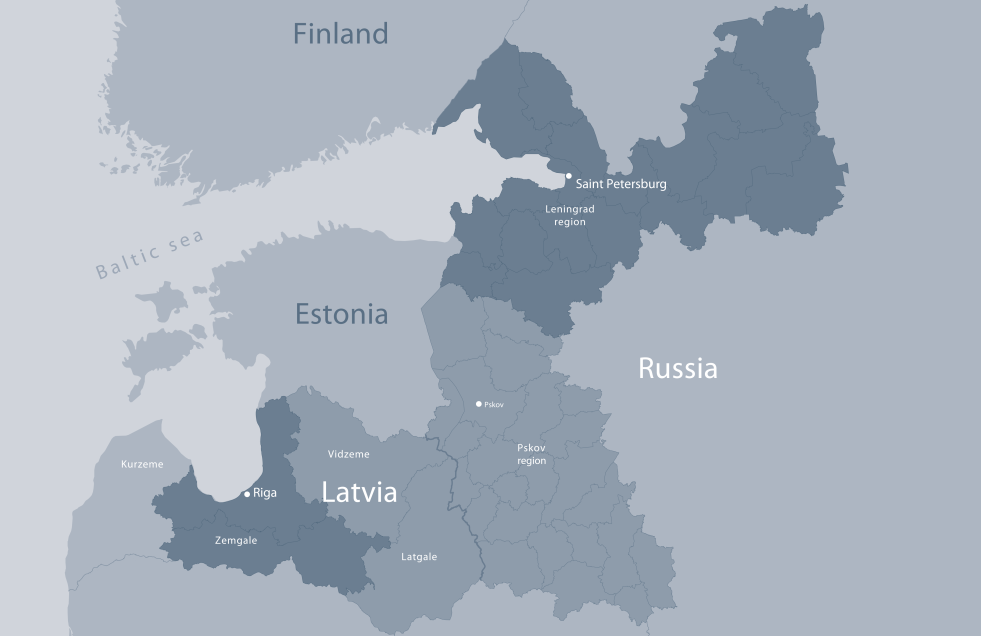 Finland
Saint Petersburg
Leningrad
region
Baltic sea
Estonia
Russia
Pskov
Pskov
region
Vidzeme
Kurzeme
Latvia
Riga
Zemgale
Latgale